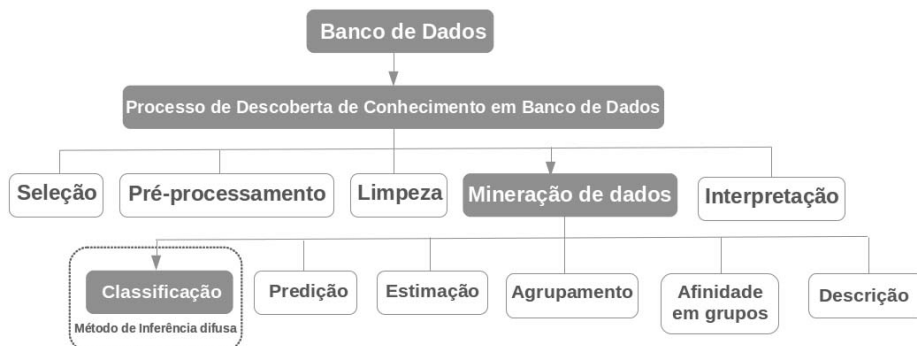 Banco de Dados
Processo de Descoberta de Conhecimento em Banco de Dados
Seleção
Pré-processamento
Limpeza
Mineração de dados
Interpretação
Classificação
Método de Inferência difusa
Predição
Estimação
Agrupamento
Afinidade
em grupos
Descrição